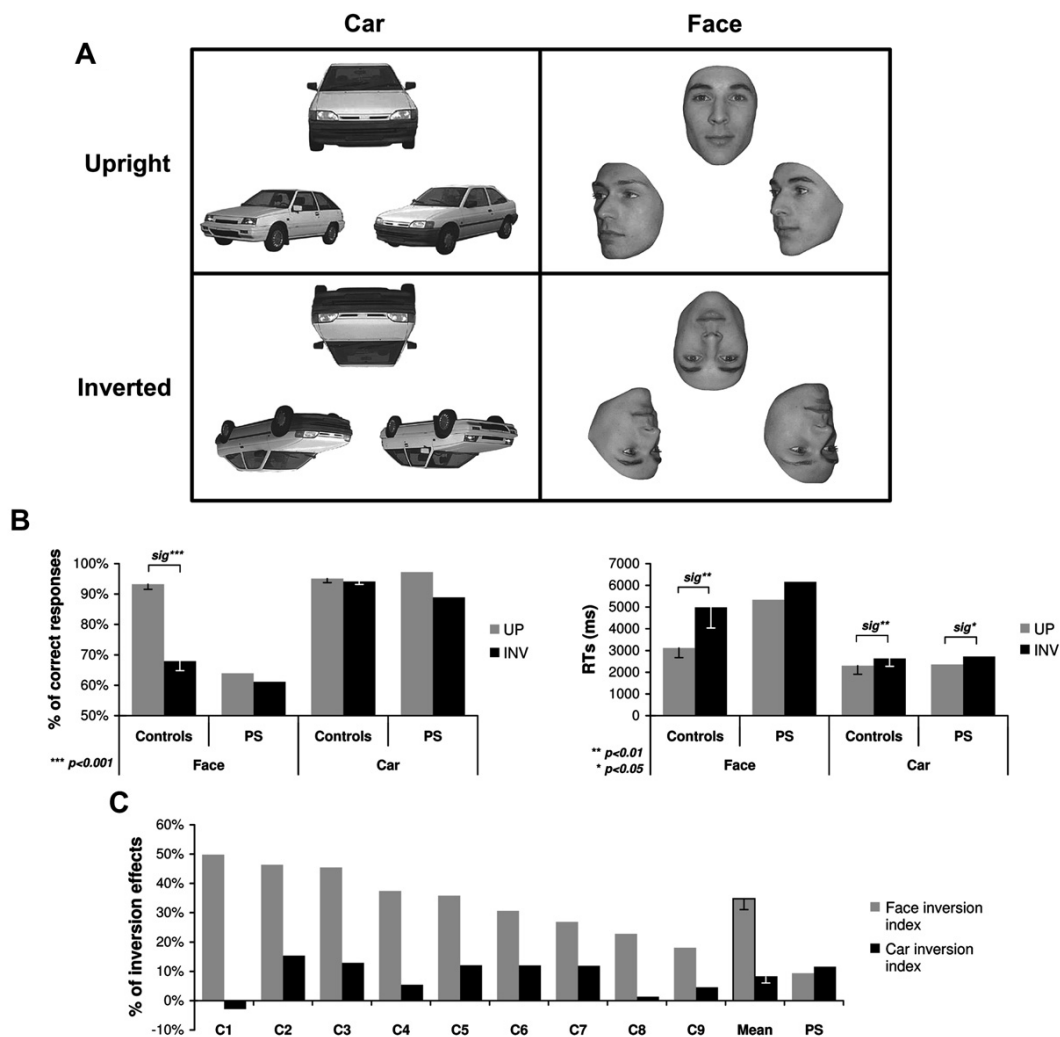 Car Face
A
Upright
Inverted
B
% of correct responses
100%
90%
80%
70%
60%
50%
sig***
UP
INV
Controls PS Controls PS
*** p<0.001
Face Car
RTs (ms)
7000
6000
5000
4000
3000
2000
1000
0
sig**
sig**
sig*
UP
INV
Controls PS Controls PS
** p<0.01
* p<0.05
Face Car
C
% of inversion effects
60%
50%
40%
30%
20%
10%
0%
-10%
C1 C2 C3 C4 C5 C6 C7 C8 C9 Mean PS
Face inversion
index
Car inversion
index